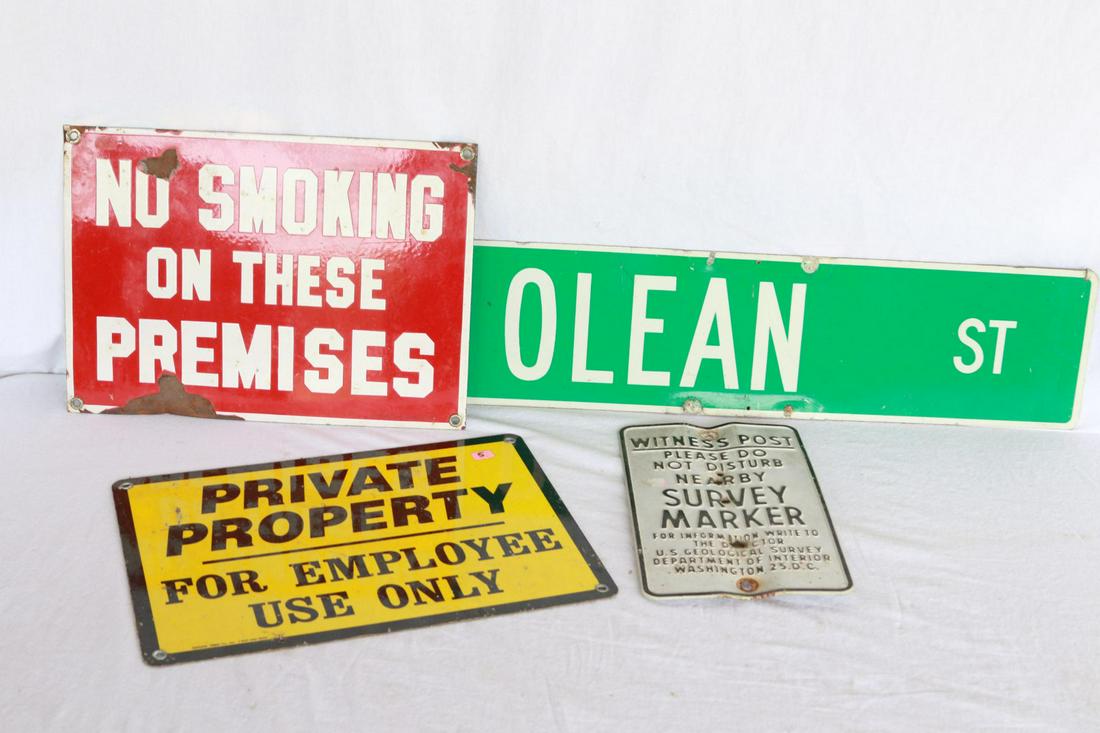 NO SMOKING
ON THESE
PREMISES
OLEAN ST
PRIVATE
PROPERTY
FOR EMPLOYEE
USE ONLY
WITNESS POST
PLEASE DO
NOT DISTURB
NEARBY
SURVEY
MARKER
FOR INFORMATION WRITE TO
THE DIRECTOR
U.S. GEOLOGICAL SURVEY
DEPARTMENT OF INTERIOR
WASHINGTON 25, D.C.